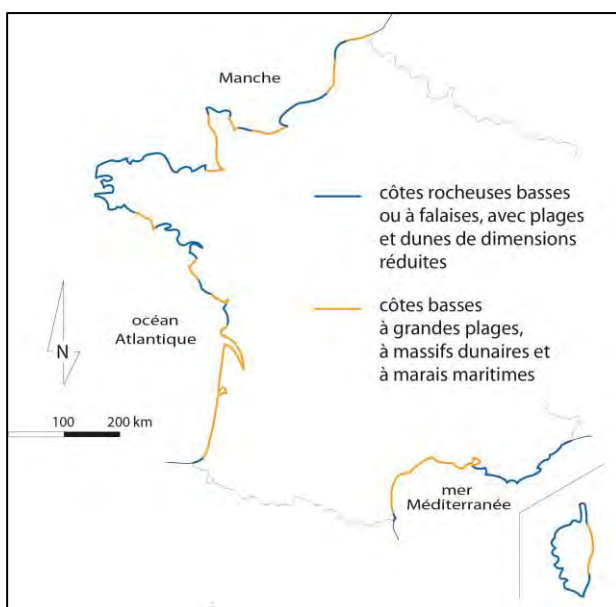 Manche
côtes rocheuses basses
ou à falaises, avec plages
et dunes de dimensions
réduites
océan
Atlantique
côtes basses
à grandes plages,
à massifs dunaires et
à marais maritimes
N
100 200 km
mer
Méditerranée